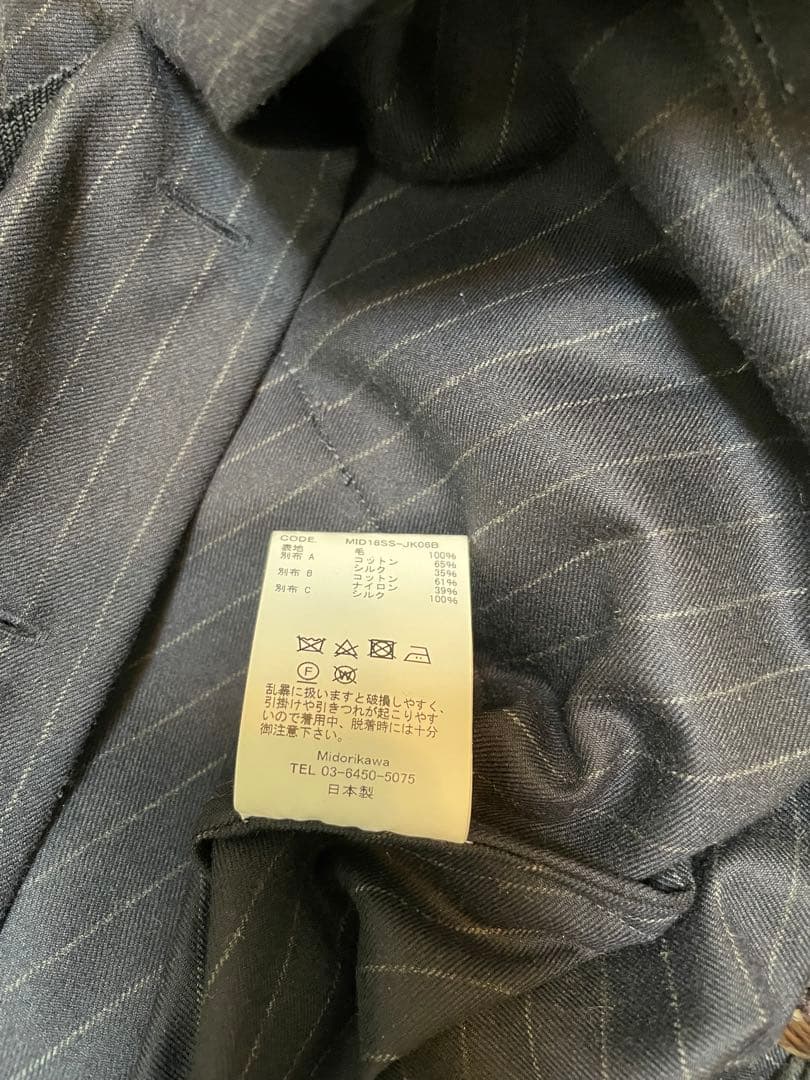 CODE. MID18SS-JK06B
表地 毛 100%
別布 A コットン 65%
シルク 35%
別布 B コットン 61%
ナイロン 39%
別布 C シルク 100%
F W
乱暴に扱いますと破損しやすく、
引掛けや引きつれが起こりやす
いので着用中、脱着時には十分
御注意下さい。
Midorikawa
TEL 03-6450-5075
日本製